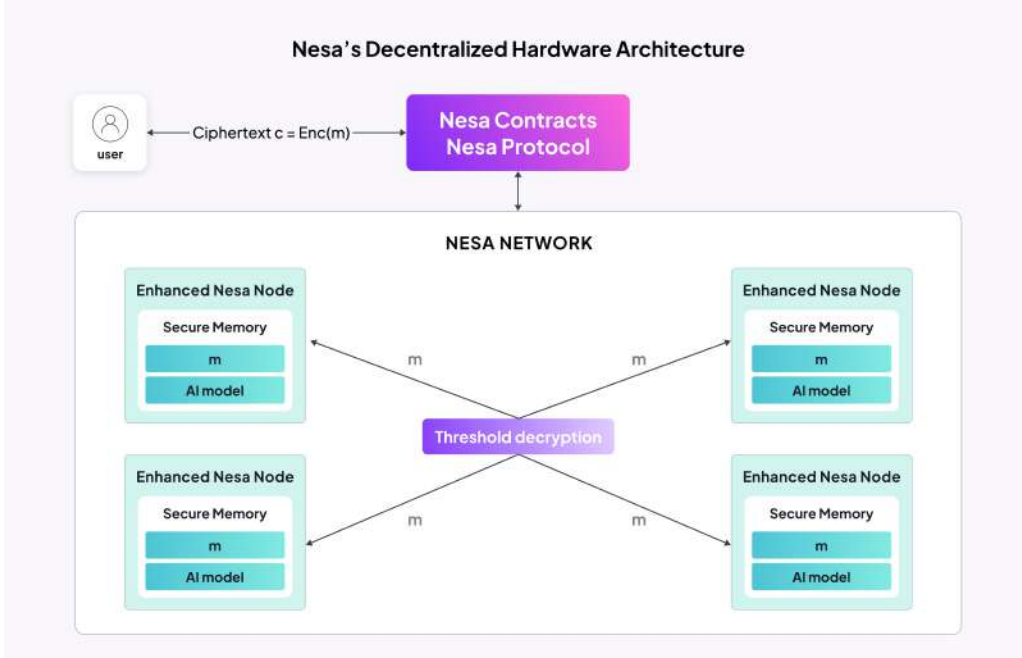 Nesa's Decentralized Hardware Architecture
user
Ciphertext c = Enc(m)
Nesa Contracts
Nesa Protocol
NESA NETWORK
Enhanced Nesa Node
Secure Memory
m
AI model
Enhanced Nesa Node
Secure Memory
m
AI model
m
m
Threshold decryption
m
m
Enhanced Nesa Node
Secure Memory
m
AI model
Enhanced Nesa Node
Secure Memory
m
AI model